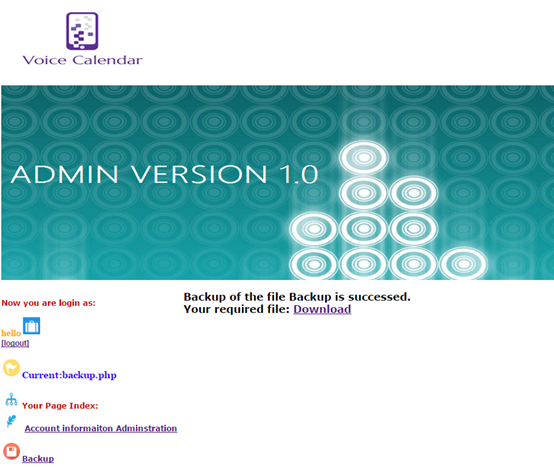 Voice Calendar
ADMIN VERSION 1.0
Now you are login as:
hello
[logout]
Current:backup.php
Your Page Index:
Account informaiton Adminstration
Backup
Backup of the file Backup is successed.
Your required file: Download